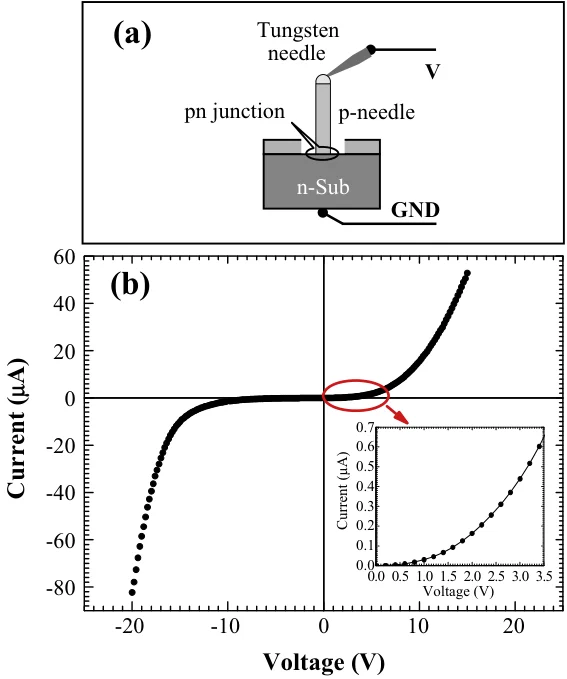 (a)
Tungsten
needle
V
pn junction
p-needle
n-Sub
GND
(b)
60
40
20
0
-20
-40
-60
-80
Current (μA)
-20
-10
0
10
20
Voltage (V)
0.7
0.6
0.5
0.4
0.3
0.2
0.1
0.0
Current (μA)
0.0 0.5 1.0 1.5 2.0 2.5 3.0 3.5
Voltage (V)